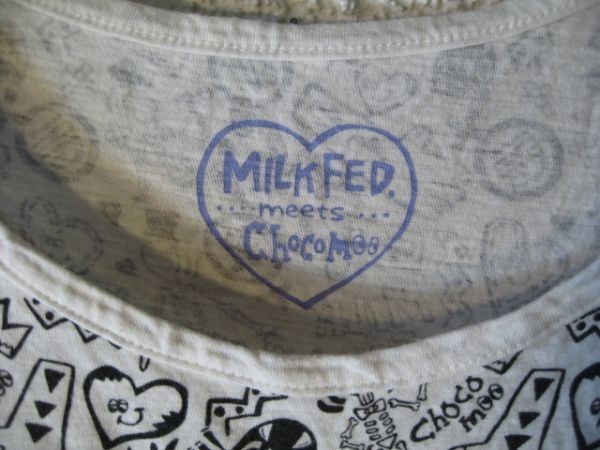 MILKFED.
....meets....
ChocoMoo
Choco
moo